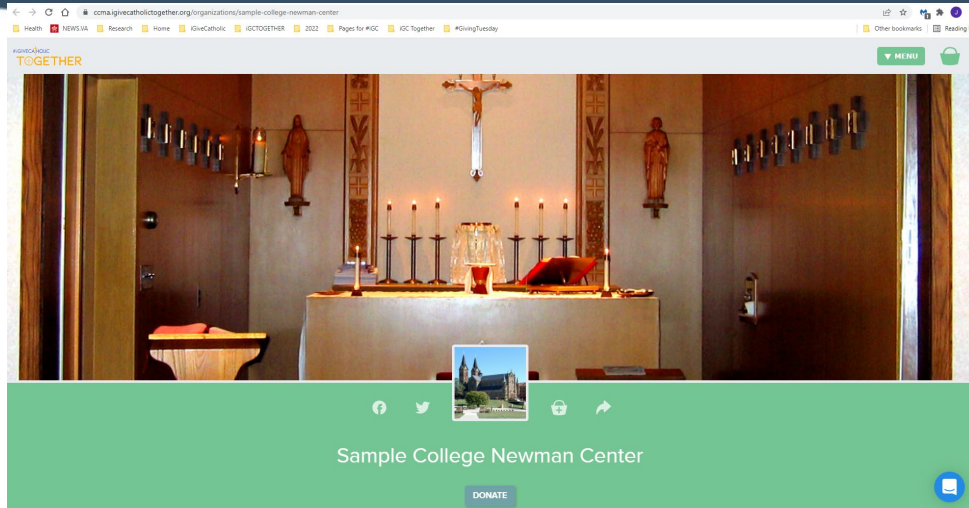 ccma.igivecatholictogether.org/organizations/sample-college-newman-center
Health NEWS.VA Research Home iGiveCatholic iGCTOGETHER 2022 Pages for #iGC iGC Together #GivingTuesday Other bookmarks Reading
#IGIVECATHOLIC
TOGETHER
MENU
Sample College Newman Center
DONATE